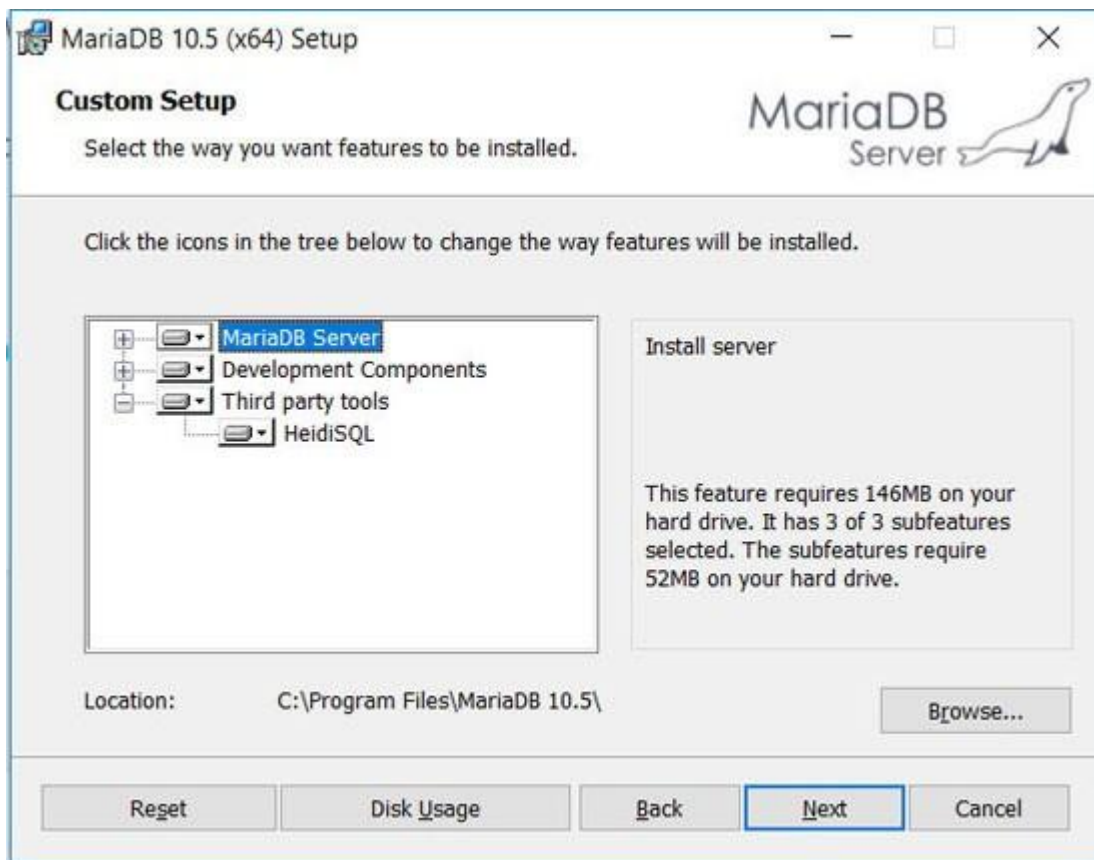 MariaDB 10.5 (x64) Setup
Custom Setup
Select the way you want features to be installed.
MariaDB
Server
Click the icons in the tree below to change the way features will be installed.
MariaDB Server
Development Components
Third party tools
HeidiSQL
Install server
This feature requires 146MB on your
hard drive. It has 3 of 3 subfeatures
selected. The subfeatures require
52MB on your hard drive.
Location: C:\Program Files\MariaDB 10.5\
Browse...
Reset Disk Usage Back Next Cancel